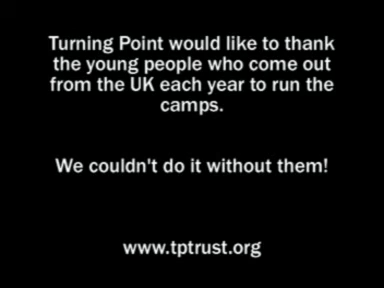 Turning Point would like to thank
the young people who come out
from the UK each year to run the
camps.
We couldn't do it without them!
www.tptrust.org